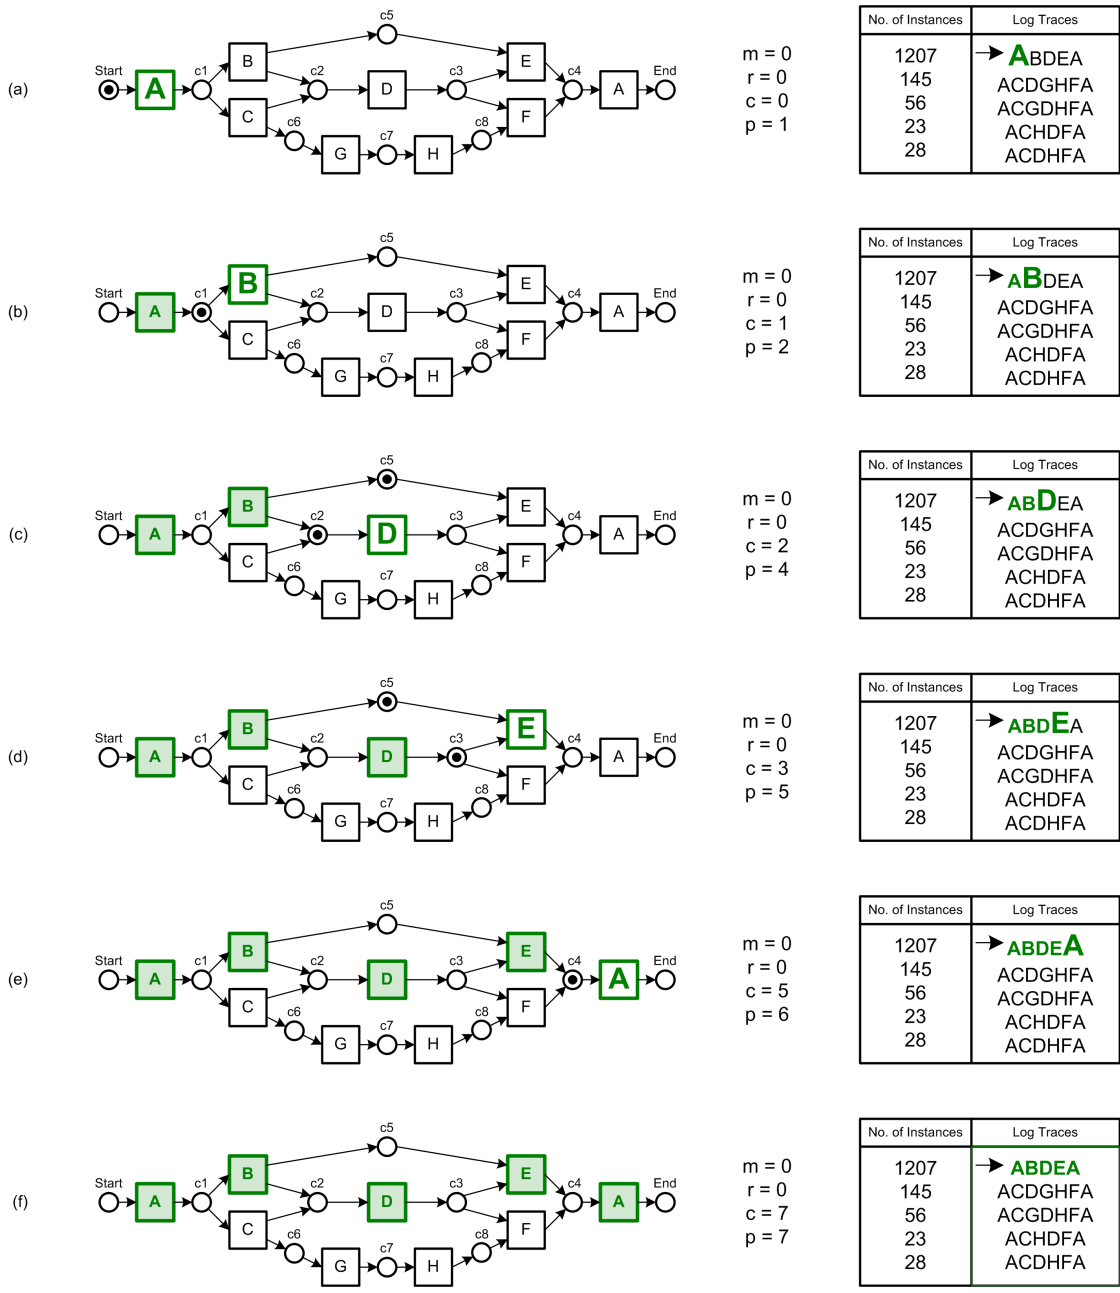 (a)
Start
A
c1
B
C
c2
c5
D
c3
c6
G
c7
H
c8
E
F
c4
A
End
m = 0
r = 0
c = 0
p = 1
No. of Instances Log Traces
1207 ABDEA
145 ACDGHFA
56 ACGDHFA
23 ACHDFA
28 ACDHFA
(b)
Start
A
c1
B
C
c2
c5
D
c3
c6
G
c7
H
c8
E
F
c4
A
End
m = 0
r = 0
c = 1
p = 2
No. of Instances Log Traces
1207 ABDEA
145 ACDGHFA
56 ACGDHFA
23 ACHDFA
28 ACDHFA
(c)
Start
A
c1
B
C
c2
c5
D
c3
c6
G
c7
H
c8
E
F
c4
A
End
m = 0
r = 0
c = 2
p = 4
No. of Instances Log Traces
1207 ABDEA
145 ACDGHFA
56 ACGDHFA
23 ACHDFA
28 ACDHFA
(d)
Start
A
c1
B
C
c2
c5
D
c3
c6
G
c7
H
c8
E
F
c4
A
End
m = 0
r = 0
c = 3
p = 5
No. of Instances Log Traces
1207 ABDEA
145 ACDGHFA
56 ACGDHFA
23 ACHDFA
28 ACDHFA
(e)
Start
A
c1
B
C
c2
c5
D
c3
c6
G
c7
H
c8
E
F
c4
A
End
m = 0
r = 0
c = 5
p = 6
No. of Instances Log Traces
1207 ABDEA
145 ACDGHFA
56 ACGDHFA
23 ACHDFA
28 ACDHFA
(f)
Start
A
c1
B
C
c2
c5
D
c3
c6
G
c7
H
c8
E
F
c4
A
End
m = 0
r = 0
c = 7
p = 7
No. of Instances Log Traces
1207 ABDEA
145 ACDGHFA
56 ACGDHFA
23 ACHDFA
28 ACDHFA